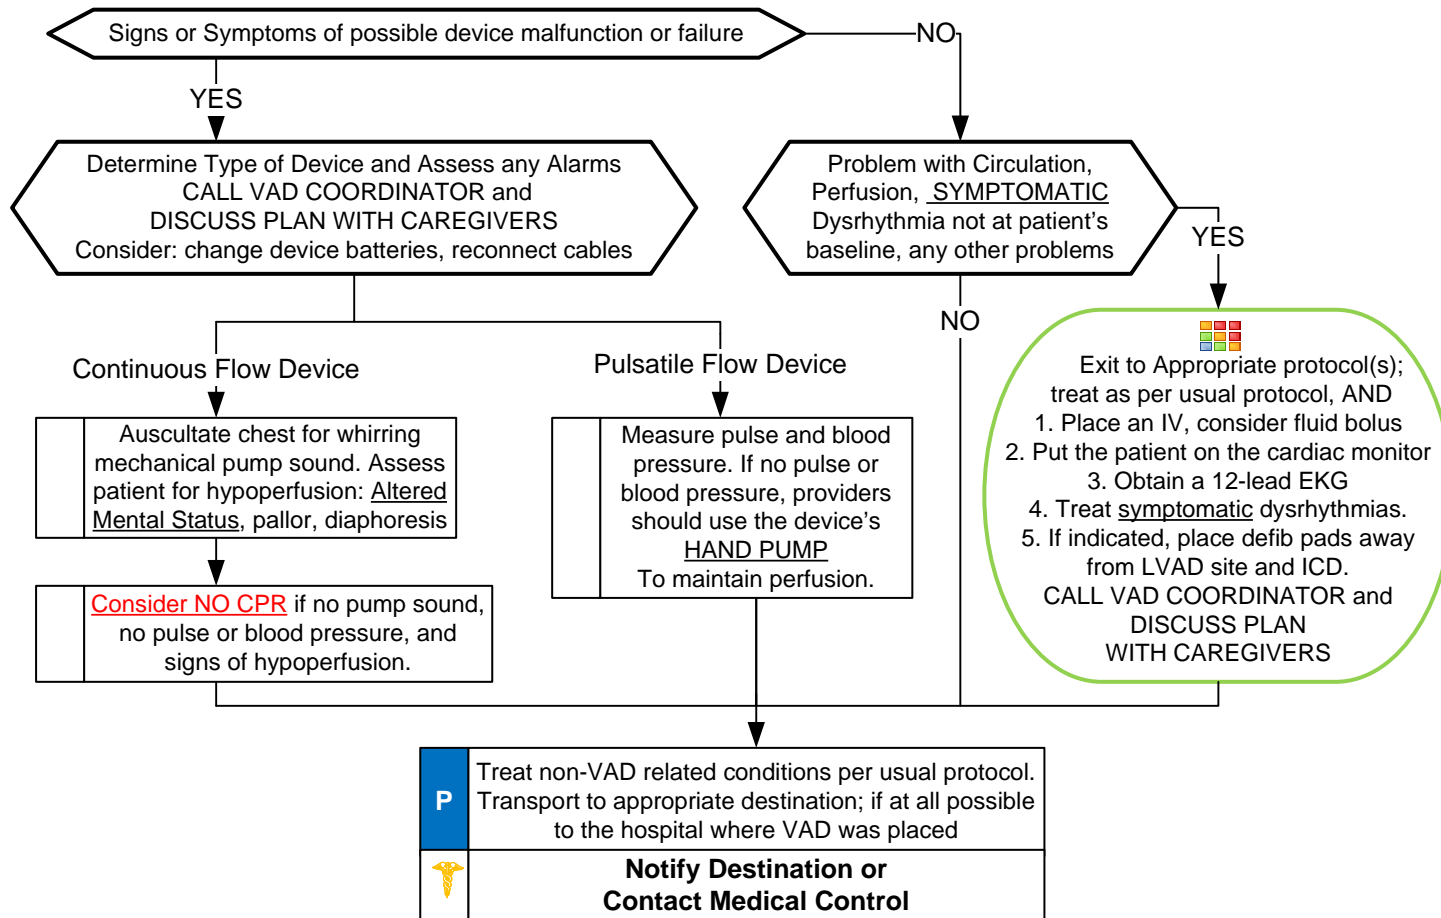 Signs or Symptoms of possible device malfunction or failure
NO
YES
Determine Type of Device and Assess any Alarms
CALL VAD COORDINATOR and
DISCUSS PLAN WITH CAREGIVERS
Consider: change device batteries, reconnect cables
Problem with Circulation,
Perfusion, SYMPTOMATIC
Dysrhythmia not at patient's
baseline, any other problems
YES
NO
Continuous Flow Device
Pulsatile Flow Device
Auscultate chest for whirring
mechanical pump sound. Assess
patient for hypoperfusion: Altered
Mental Status, pallor, diaphoresis
Consider NO CPR if no pump sound,
no pulse or blood pressure, and
signs of hypoperfusion.
Measure pulse and blood
pressure. If no pulse or
blood pressure, providers
should use the device's
HAND PUMP
To maintain perfusion.
Exit to Appropriate protocol(s);
treat as per usual protocol, AND
1. Place an IV, consider fluid bolus
2. Put the patient on the cardiac monitor
3. Obtain a 12-lead EKG
4. Treat symptomatic dysrhythmias.
5. If indicated, place defib pads away
from LVAD site and ICD.
CALL VAD COORDINATOR and
DISCUSS PLAN
WITH CAREGIVERS
P
Treat non-VAD related conditions per usual protocol.
Transport to appropriate destination; if at all possible
to the hospital where VAD was placed
Notify Destination or
Contact Medical Control